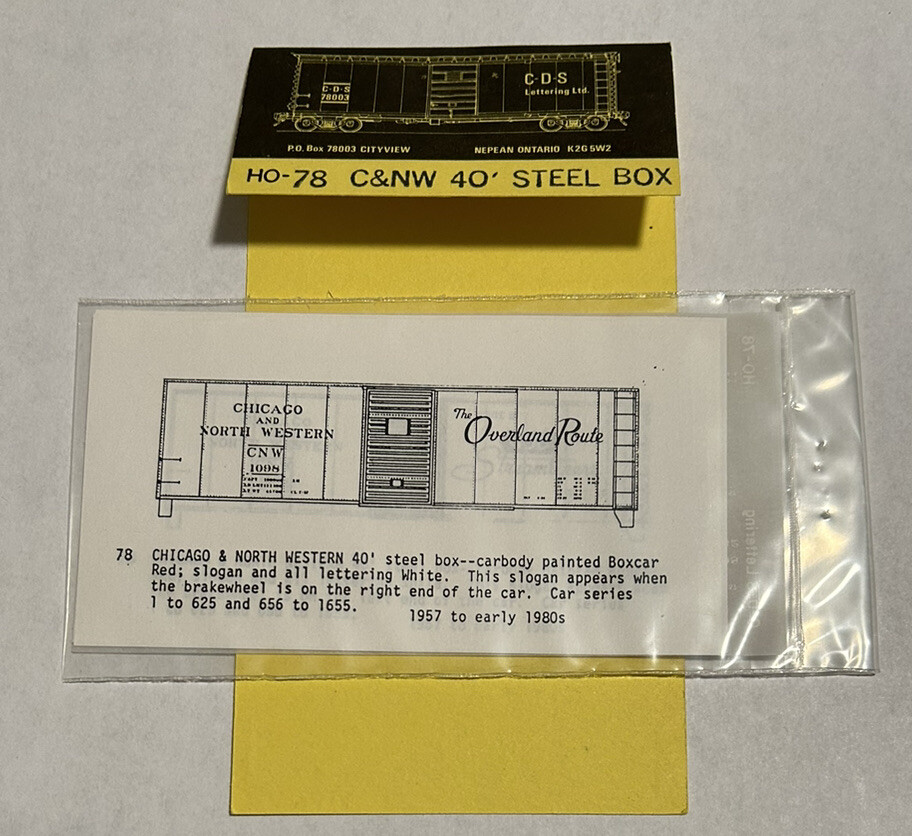 C-D-S
78003
C-D-S
Lettering Ltd.
P.O. Box 78003 CITYVIEW NEPEAN ONTARIO K2G 5W2
HO-78 C&NW 40' STEEL BOX
CHICAGO
AND
NORTH WESTERN
CNW
1098
The
Overland Route
78 CHICAGO & NORTH WESTERN 40' steel box--carbody painted Boxcar
Red; slogan and all lettering White. This slogan appears when
the brakewheel is on the right end of the car. Car series
1 to 625 and 656 to 1655.
1957 to early 1980s
HO-78
Lettering